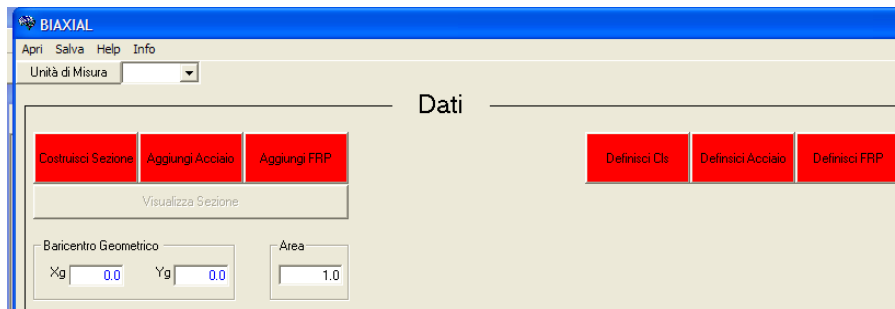 BIAXIAL
Apri Salva Help Info
Unità di Misura
Dati
Costruisci Sezione Aggiungi Acciaio Aggiungi FRP Definisci Cls Definsici Acciaio Definisci FRP
Visualizza Sezione
Baricentro Geometrico Area
Xg 0.0 Yg 0.0 1.0